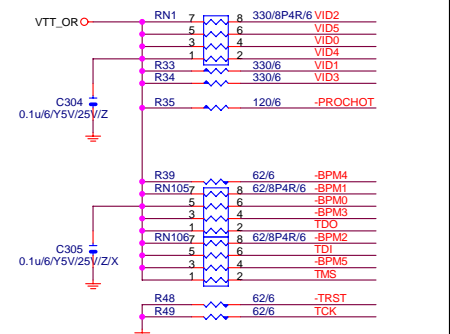 VTT_OR RN1 7 8 330/8P4R/6 VID2
5 6 VID5
3 4 VID0
1 2 VID4
R33 330/6 VID1
R34 330/6 VID3
C304
0.1u/6/Y5V/25V/Z
R35 120/6 -PROCHOT
R39 62/6 -BPM4
RN105 7 8 62/8P4R/6 -BPM1
5 6 -BPM0
3 4 -BPM3
1 2 TDO
RN106 7 8 62/8P4R/6 -BPM2
C305
0.1u/6/Y5V/25V/Z/X
5 6 TDI
3 4 -BPM5
1 2 TMS
R48 62/6 -TRST
R49 62/6 TCK